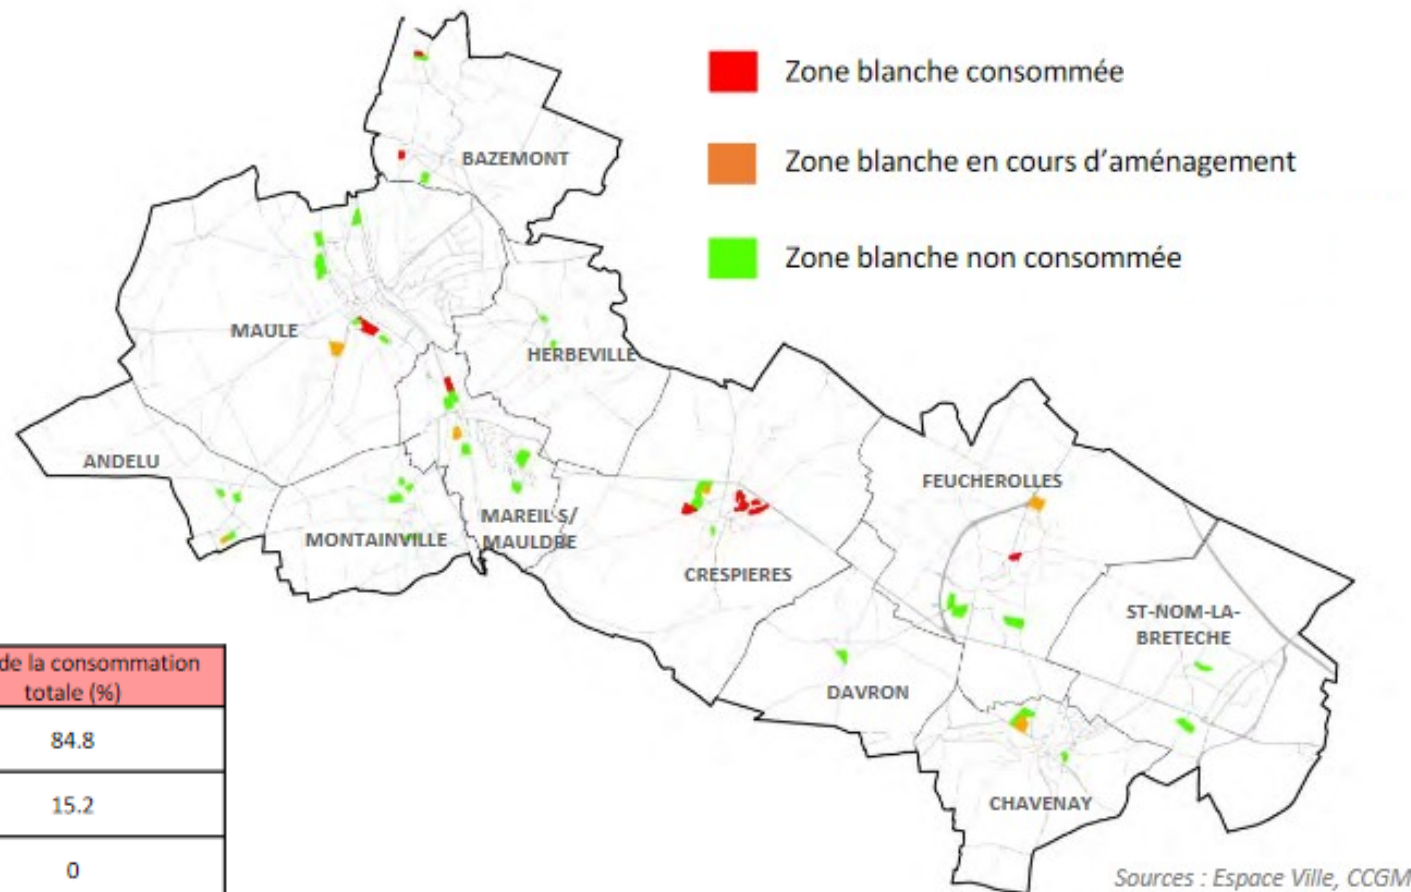 Zone blanche consommée
Zone blanche en cours d’aménagement
Zone blanche non consommée
BAZEMONT
MAULE
HERBEVILLE
ANDELU
FEUCHEROLLES
MONTAINVILLE
MAREIL S/
MAULDRE
CRESPIERES
ST-NOM-LA-
BRETECHE
DAVRON
CHAVENAY
de la consommation
totale (%)
84.8
15.2
0
Sources : Espace Ville, CCGM